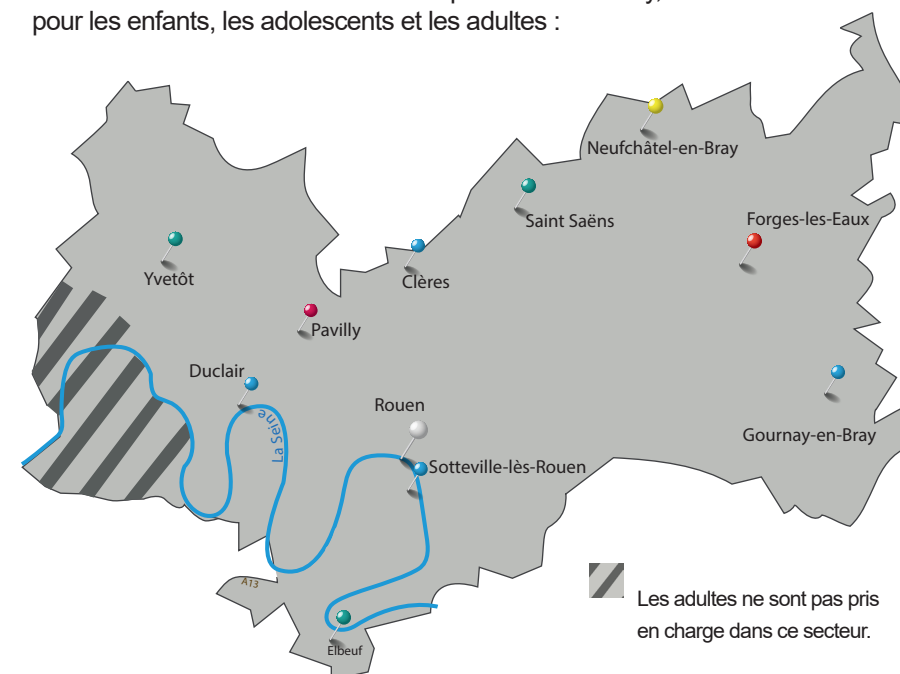 pour les enfants, les adolescents et les adultes :
Neufchâtel-en-Bray
Saint Saëns
Forges-les-Eaux
Yvetôt
Clères
Pavilly
Duclair
La Seine
Rouen
Gournay-en-Bray
Sotteville-lès-Rouen
A13
Elbeuf
Les adultes ne sont pas pris
en charge dans ce secteur.